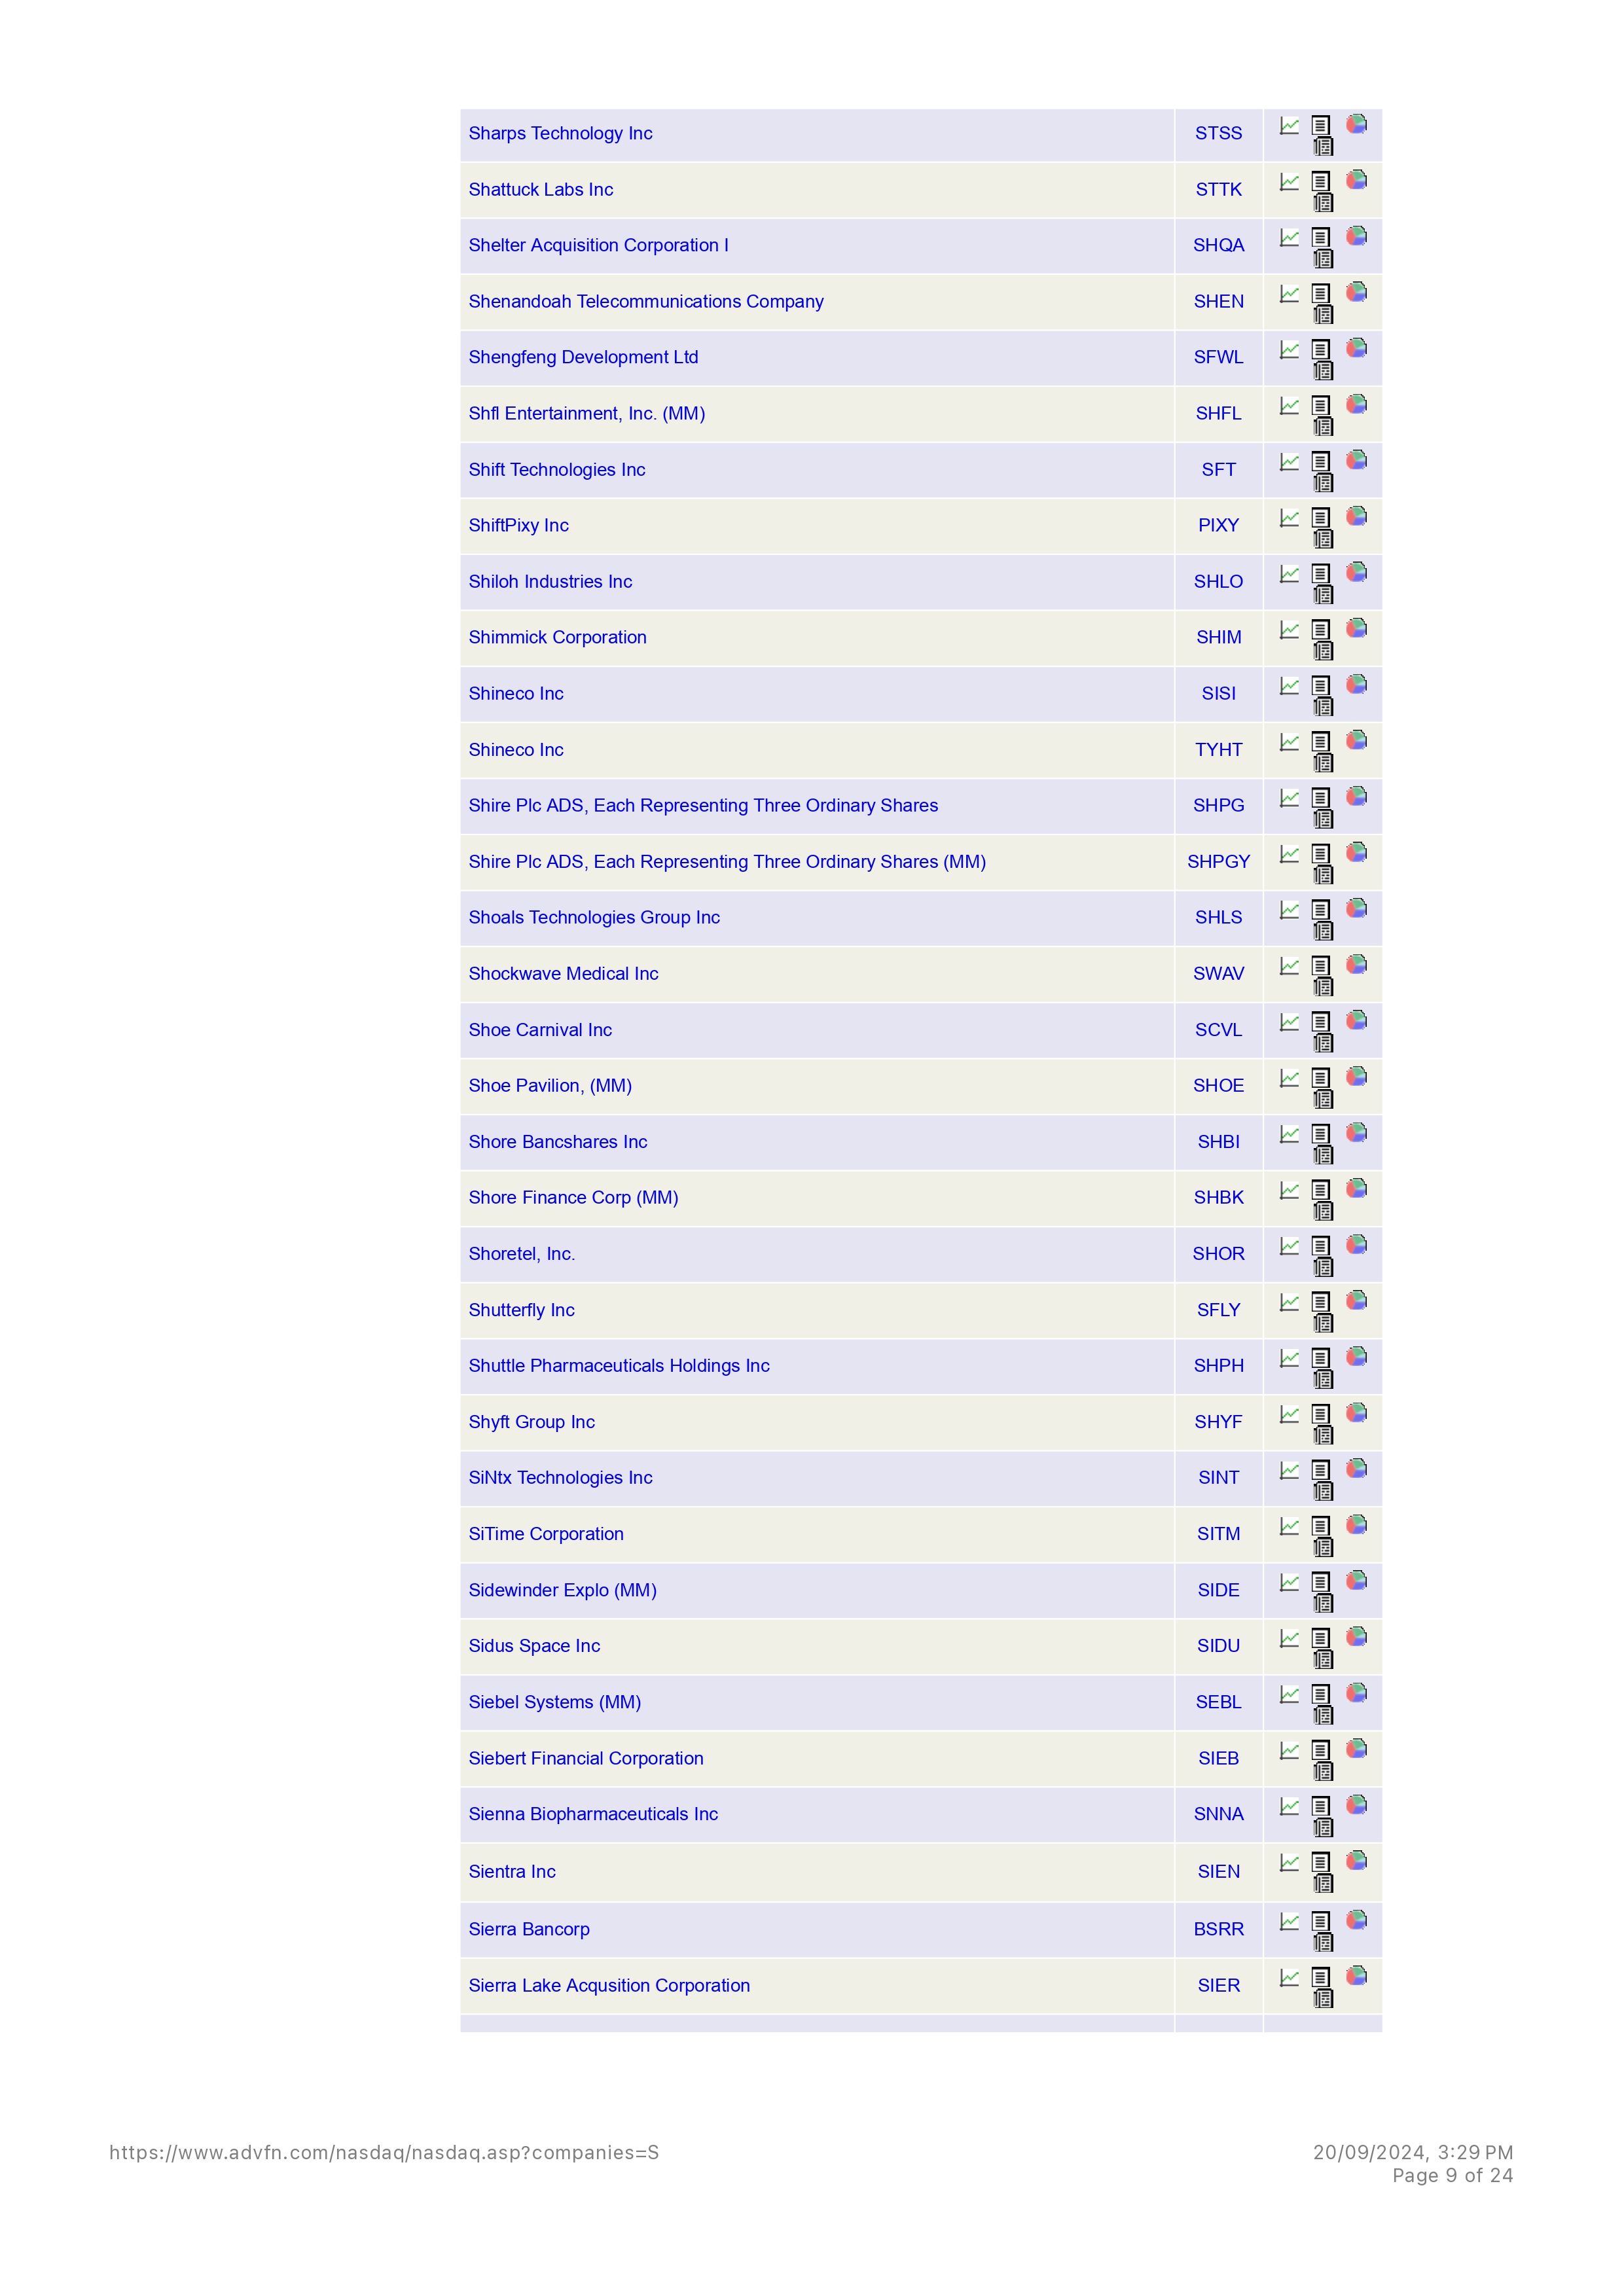 Sharps Technology Inc STSS
Shattuck Labs Inc STTK
Shelter Acquisition Corporation I SHQA
Shenandoah Telecommunications Company SHEN
Shengfeng Development Ltd SFWL
Shfl Entertainment, Inc. (MM) SHFL
Shift Technologies Inc SFT
ShiftPixy Inc PIXY
Shiloh Industries Inc SHLO
Shimmick Corporation SHIM
Shineco Inc SISI
Shineco Inc TYHT
Shire Plc ADS, Each Representing Three Ordinary Shares SHPG
Shire Plc ADS, Each Representing Three Ordinary Shares (MM) SHPGY
Shoals Technologies Group Inc SHLS
Shockwave Medical Inc SWAV
Shoe Carnival Inc SCVL
Shoe Pavilion, (MM) SHOE
Shore Bancshares Inc SHBI
Shore Finance Corp (MM) SHBK
Shoretel, Inc. SHOR
Shutterfly Inc SFLY
Shuttle Pharmaceuticals Holdings Inc SHPH
Shyft Group Inc SHYF
SiNtx Technologies Inc SINT
SiTime Corporation SITM
Sidewinder Explo (MM) SIDE
Sidus Space Inc SIDU
Siebel Systems (MM) SEBL
Siebert Financial Corporation SIEB
Sienna Biopharmaceuticals Inc SNNA
Sientra Inc SIEN
Sierra Bancorp BSRR
Sierra Lake Acqusition Corporation SIER
https://www.advfn.com/nasdaq/nasdaq.asp?companies=S 20/09/2024, 3:29 PM
Page 9 of 24